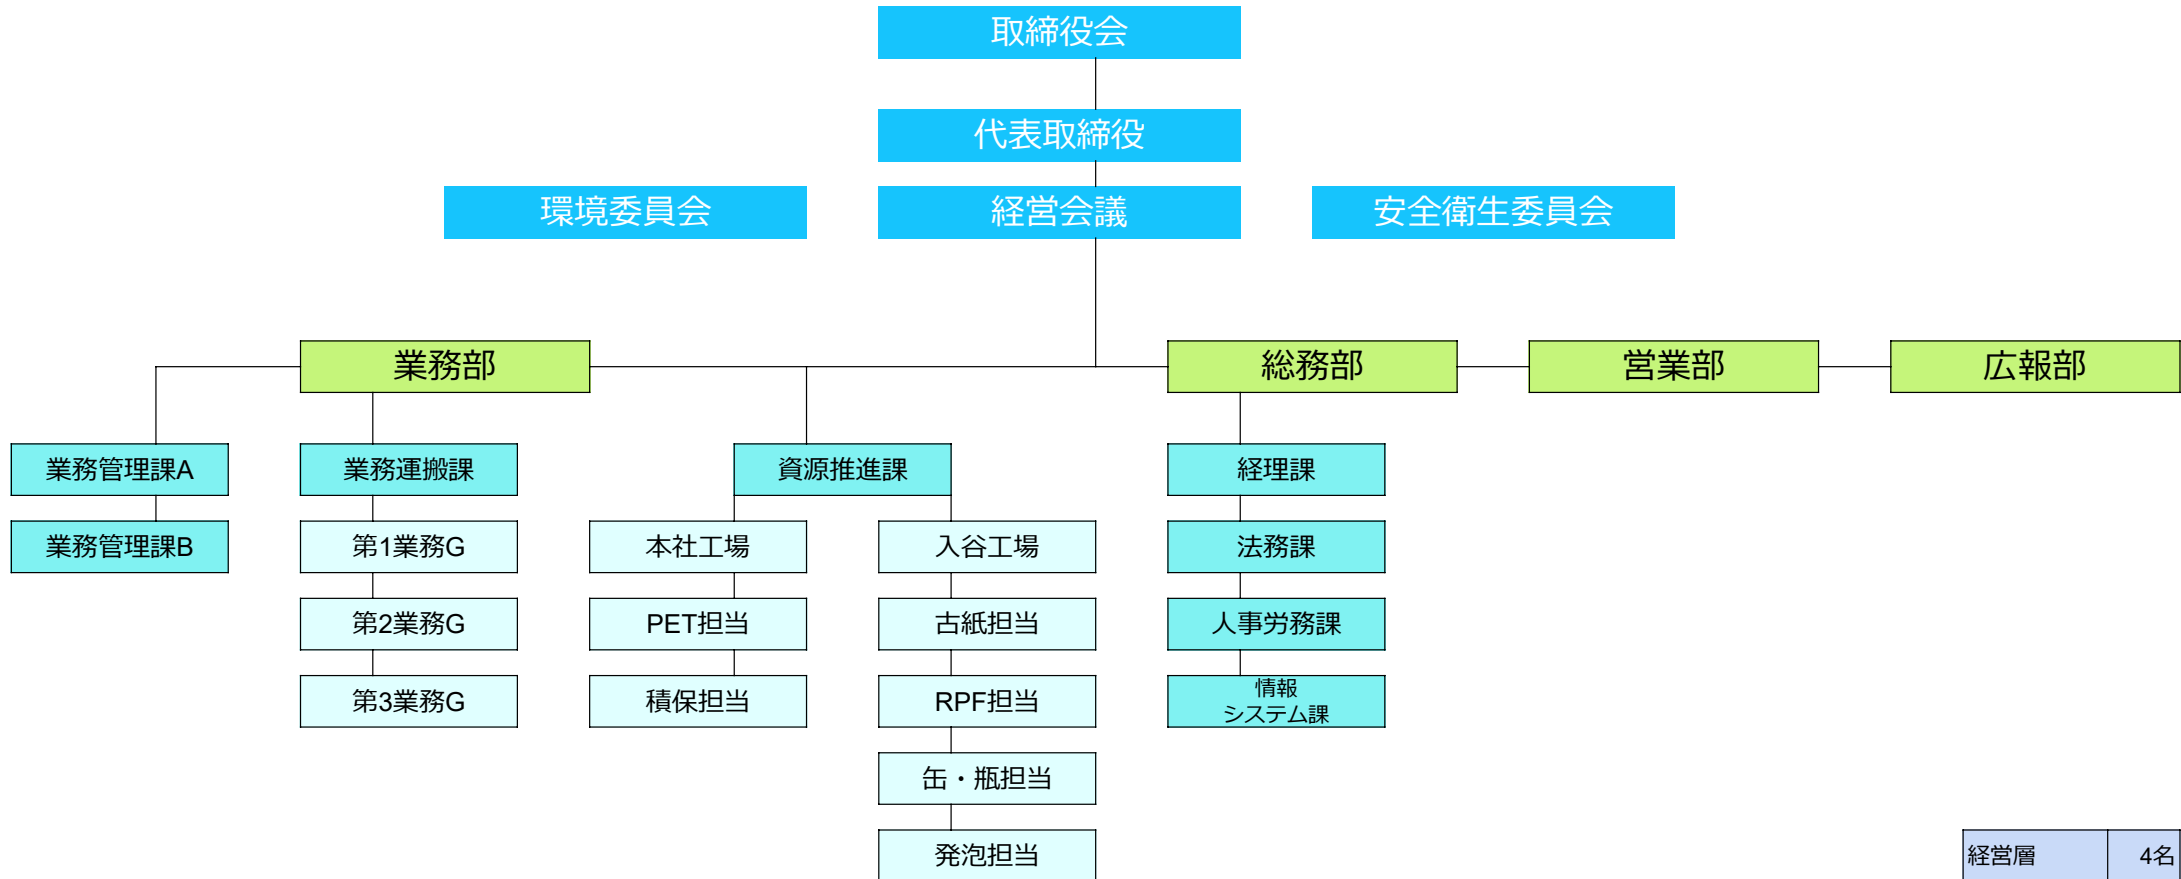 取締役会
代表取締役
環境委員会
経営会議
安全衛生委員会
業務部
総務部
営業部
広報部
業務管理課A
業務運搬課
資源推進課
経理課
業務管理課B
第1業務G
本社工場
入谷工場
法務課
第2業務G
PET担当
古紙担当
人事労務課
第3業務G
積保担当
RPF担当
情報
システム課
缶・瓶担当
発泡担当
経営層 4名